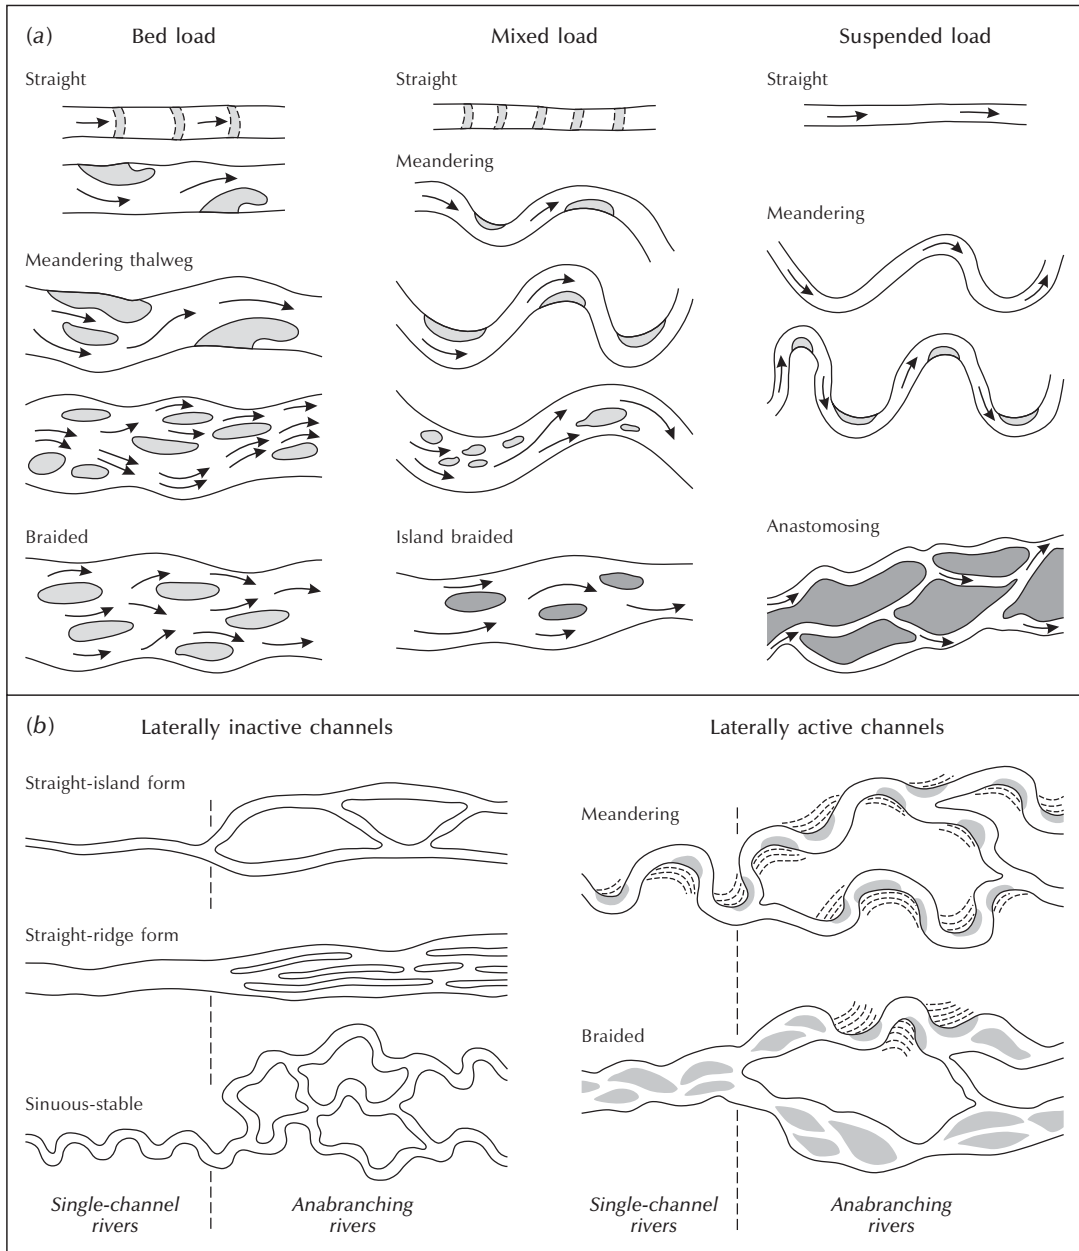 (a)
Bed load
Mixed load
Suspended load
Straight
Straight
Straight
Meandering
Meandering
Meandering thalweg
Braided
Island braided
Anastomosing
(b)
Laterally inactive channels
Laterally active channels
Straight-island form
Meandering
Straight-ridge form
Braided
Sinuous-stable
Single-channel
rivers
Anabranching
rivers
Single-channel
rivers
Anabranching
rivers